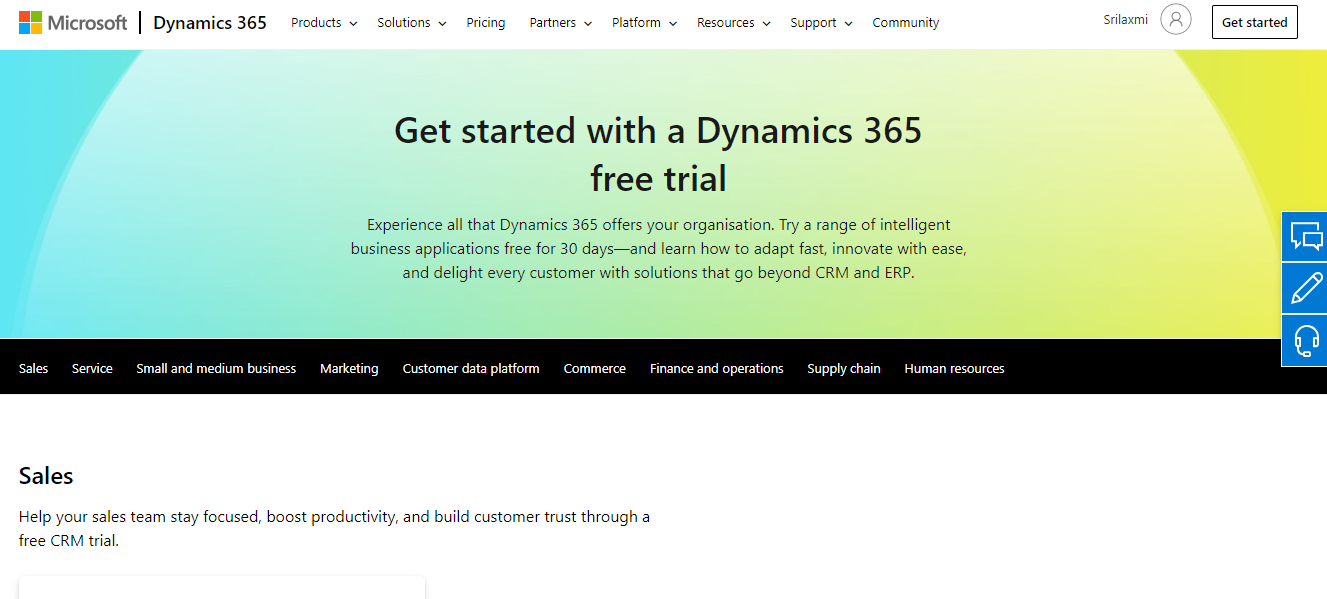 Microsoft | Dynamics 365 Products Solutions Pricing Partners Platform Resources Support Community Srilaxmi Get started
Get started with a Dynamics 365
free trial
Experience all that Dynamics 365 offers your organisation. Try a range of intelligent
business applications free for 30 days—and learn how to adapt fast, innovate with ease,
and delight every customer with solutions that go beyond CRM and ERP.
Sales Service Small and medium business Marketing Customer data platform Commerce Finance and operations Supply chain Human resources
Sales
Help your sales team stay focused, boost productivity, and build customer trust through a
free CRM trial.